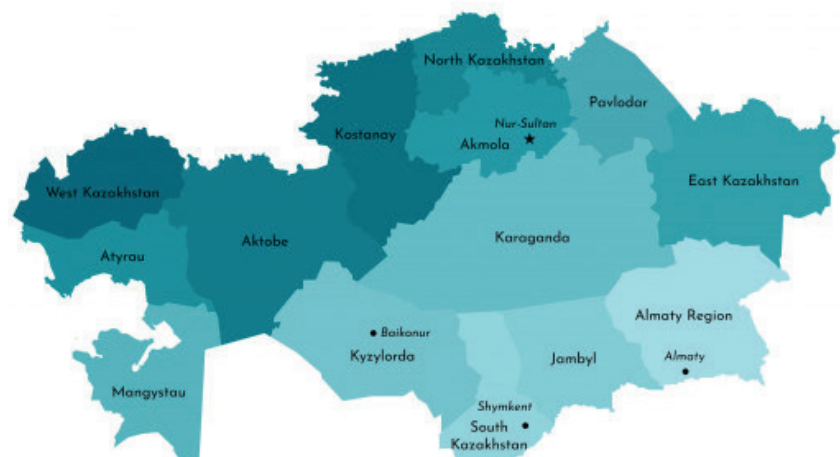 North Kazakhstan
Pavlodar
Nur-Sultan
Kostanay
Akmola
East Kazakhstan
West Kazakhstan
Karaganda
Aktobe
Atyrau
Almaty Region
Baikonur
Kyzylorda
Jambyl
Almaty
Mangystau
Shymkent
South
Kazakhstan